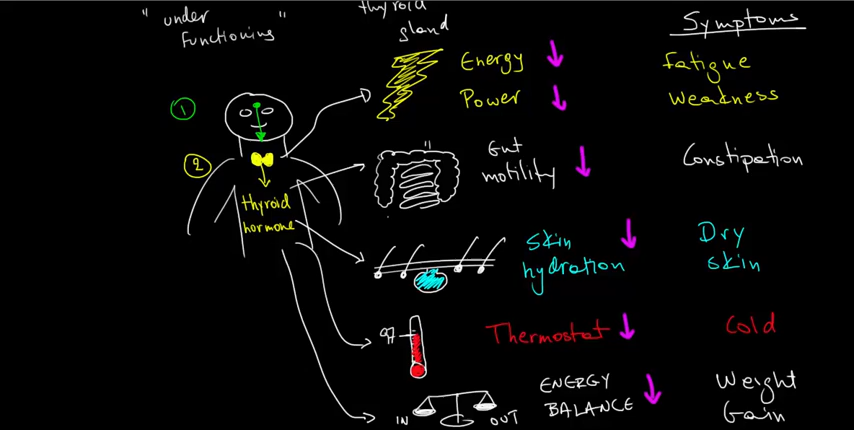 "under
Functioning"
thyroid
gland
Symptoms
1
2
thyroid
hormone
Energy
Power
Fatigue
Weakness
Gut
motility
Constipation
Skin
hydration
Dry
Skin
97
Thermostat
Cold
IN
OUT
ENERGY
BALANCE
Weight
Gain